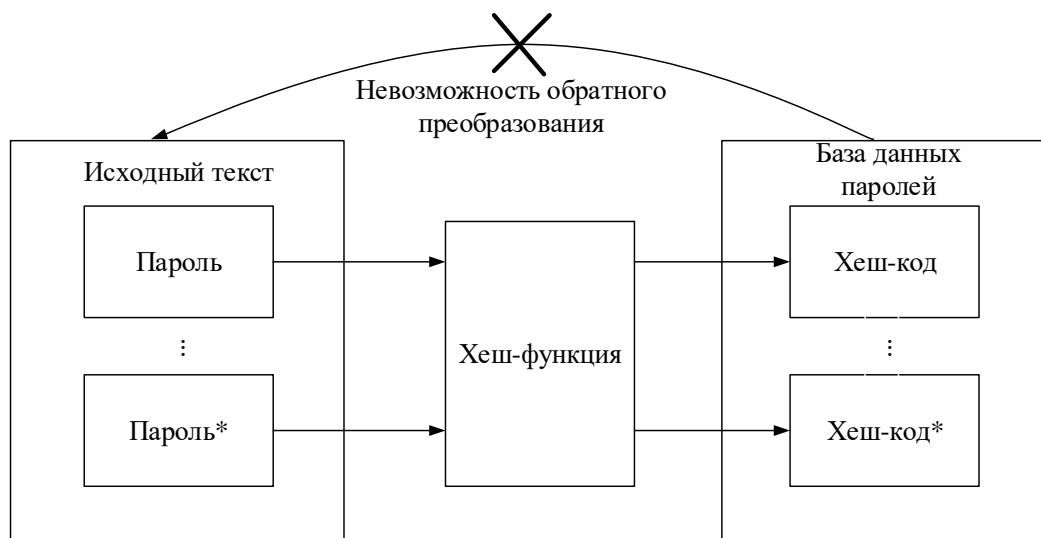 Невозможность обратного
преобразования
Исходный текст
База данных
паролей
Пароль
Хеш-код
...
Хеш-функция
...
Пароль*
Хеш-код*